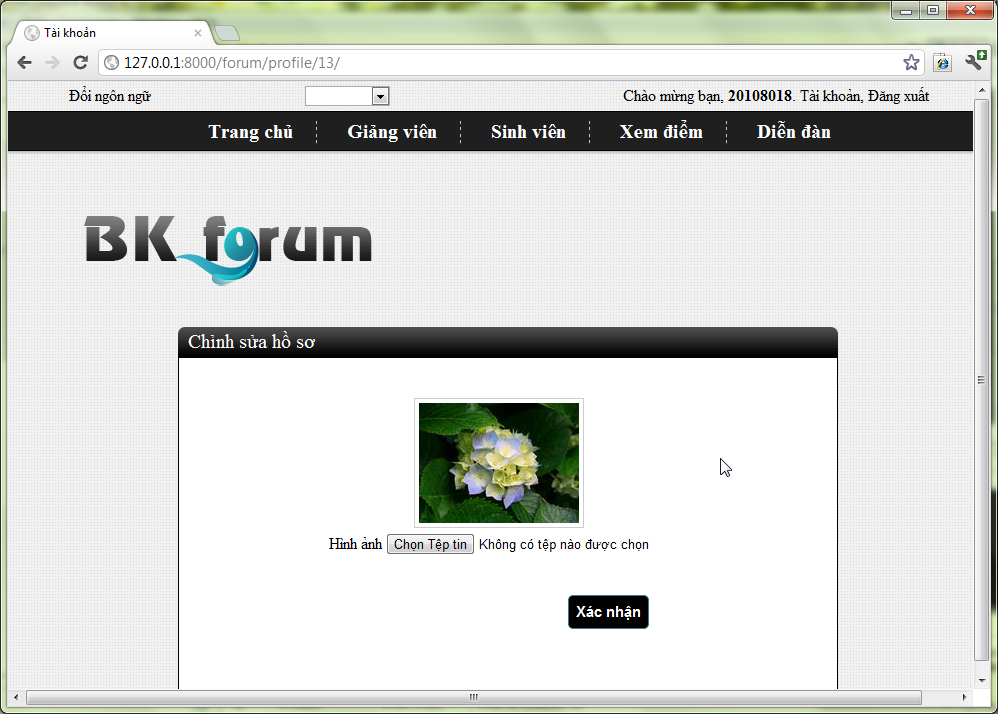 Tài khoản
127.0.0.1:8000/forum/profile/13/
Đổi ngôn ngữ
Chào mừng bạn, 20108018. Tài khoản, Đăng xuất
Trang chủ
Giảng viên
Sinh viên
Xem điểm
Diễn đàn
BK forum
Chỉnh sửa hồ sơ
Hình ảnh Chọn Tệp tin Không có tệp nào được chọn
Xác nhận